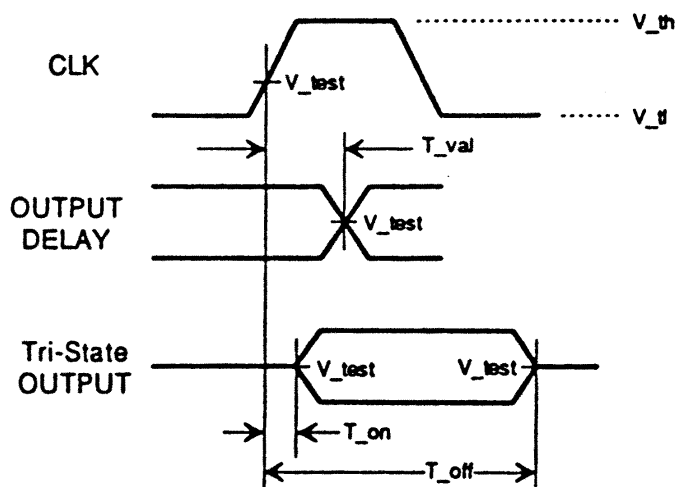 V_th
CLK
V_test
V_tl
T_val
OUTPUT
DELAY
V_test
Tri-State
OUTPUT
V_test
V_test
T_on
T_off